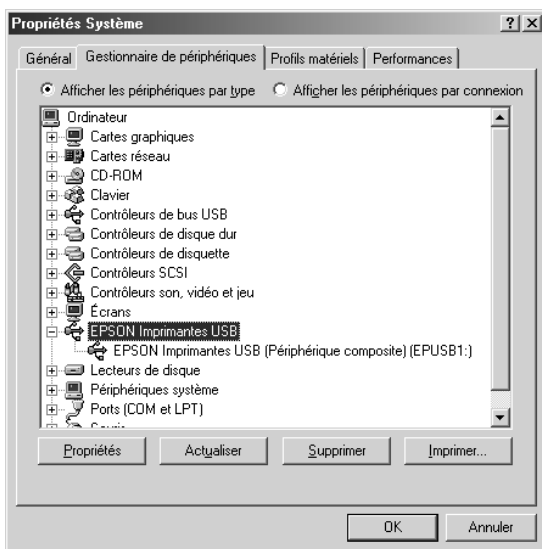 Propriétés Système
Général Gestionnaire de périphériques Profils matériels Performances
Afficher les périphériques par type Afficher les périphériques par connexion
Ordinateur
Cartes graphiques
Cartes réseau
CD-ROM
Clavier
Contrôleurs de bus USB
Contrôleurs de disque dur
Contrôleurs de disquette
Contrôleurs SCSI
Contrôleurs son, vidéo et jeu
Écrans
EPSON Imprimantes USB
EPSON Imprimantes USB (Périphérique composite) (EPUSB1:)
Lecteurs de disque
Périphériques système
Ports (COM et LPT)
Propriétés Actualiser Supprimer Imprimer...
OK Annuler